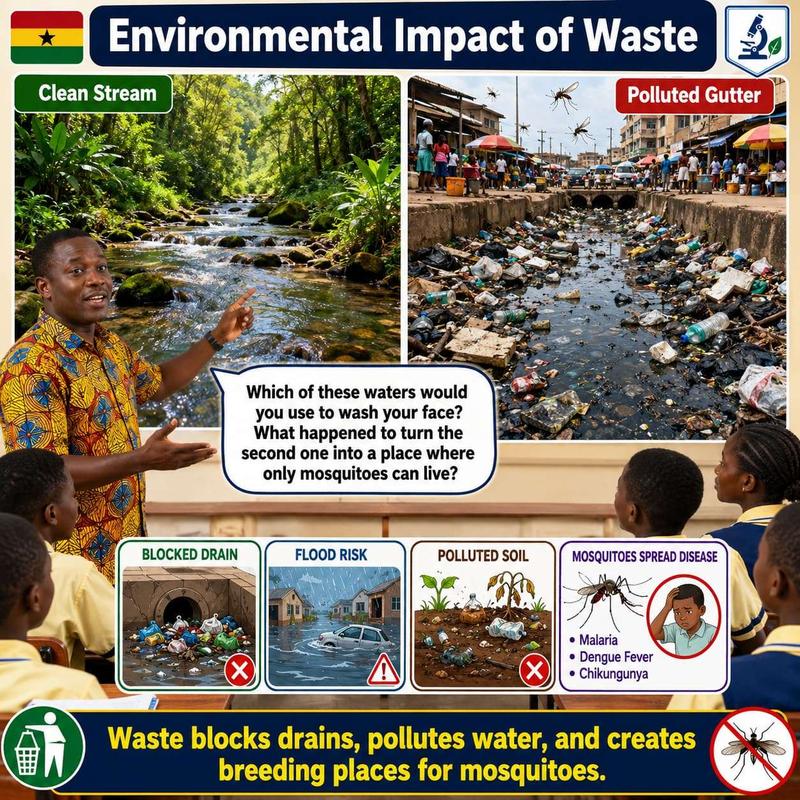 Environmental Impact of Waste
Clean Stream
Polluted Gutter
Which of these waters would
you use to wash your face?
What happened to turn the
second one into a place where
only mosquitoes can live?
BLOCKED DRAIN
FLOOD RISK
POLLUTED SOIL
MOSQUITOES SPREAD DISEASE
• Malaria
• Dengue Fever
• Chikungunya
Waste blocks drains, pollutes water, and creates
breeding places for mosquitoes.